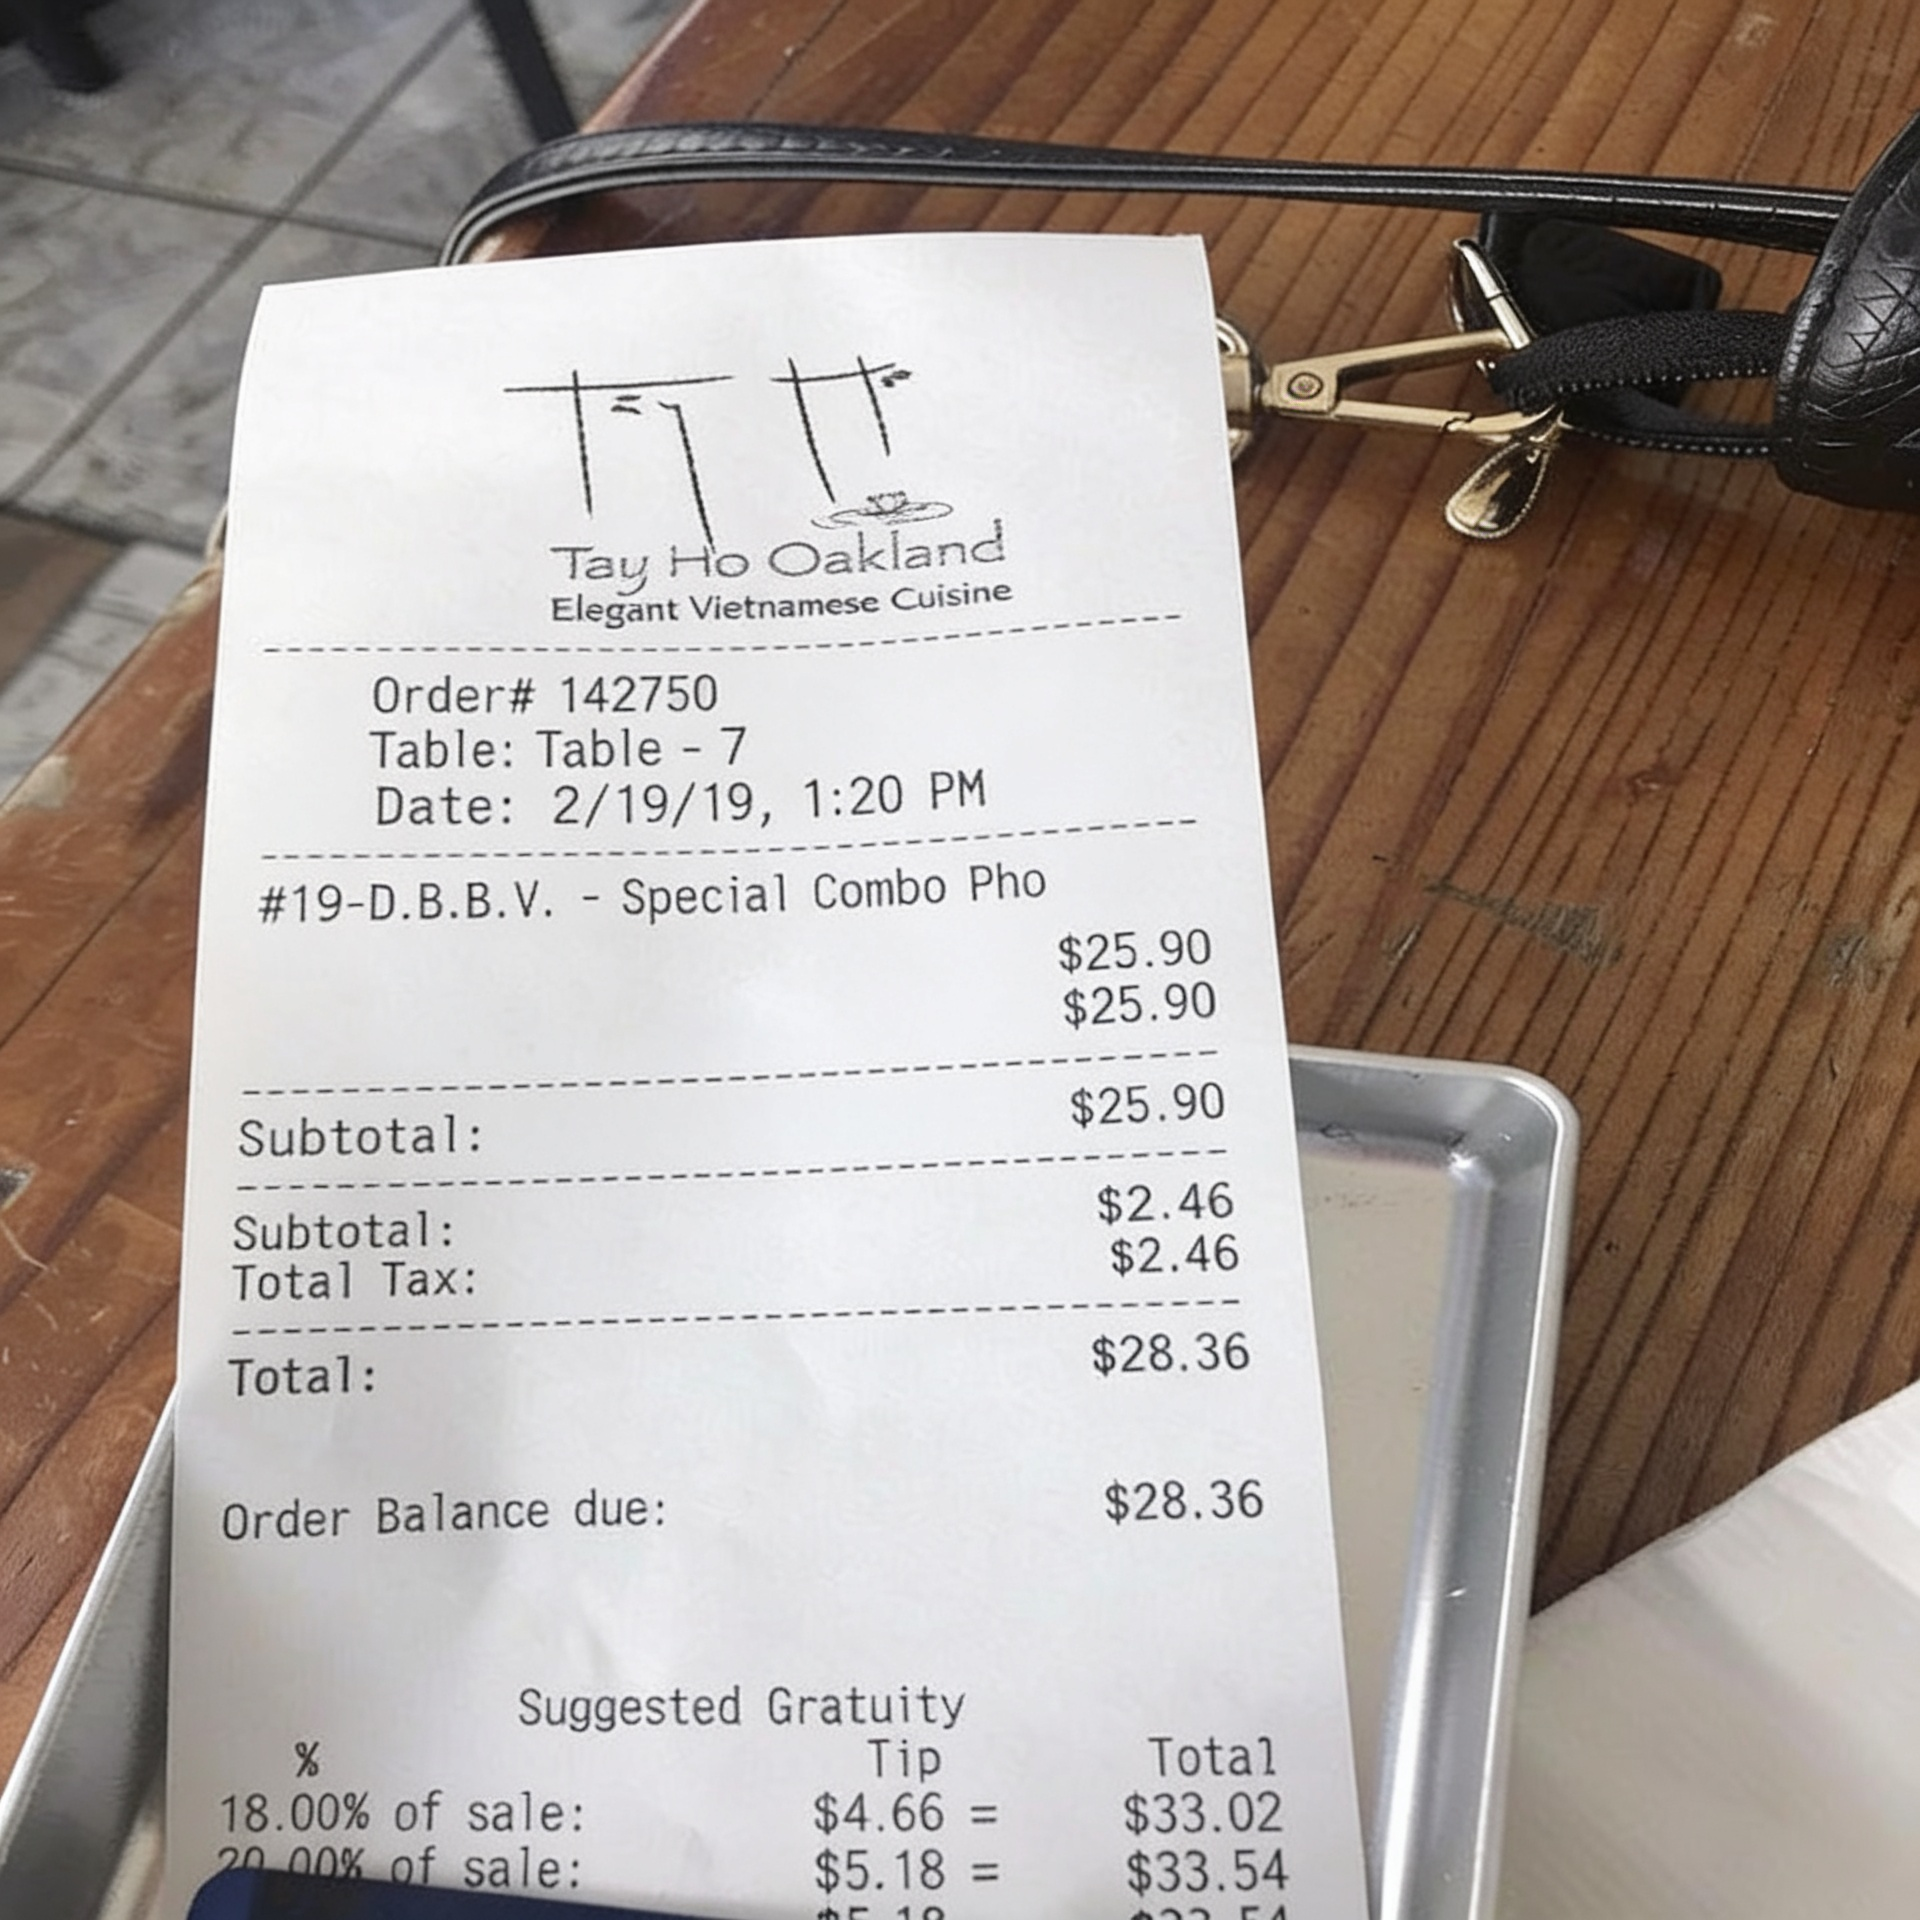 Tay Ho Oakland
Elegant Vietnamese Cuisine
Order# 142750
Table: Table - 7
Date: 2/19/19, 1:20 PM
#19-D.B.B.V. - Special Combo Pho
$25.90
$25.90
Subtotal: $25.90
Subtotal: $2.46
Total Tax: $2.46
Total: $28.36
Order Balance due: $28.36
Suggested Gratuity
% Tip Total
18.00% of sale: $4.66 = $33.02
20.00% of sale: $5.18 = $33.54